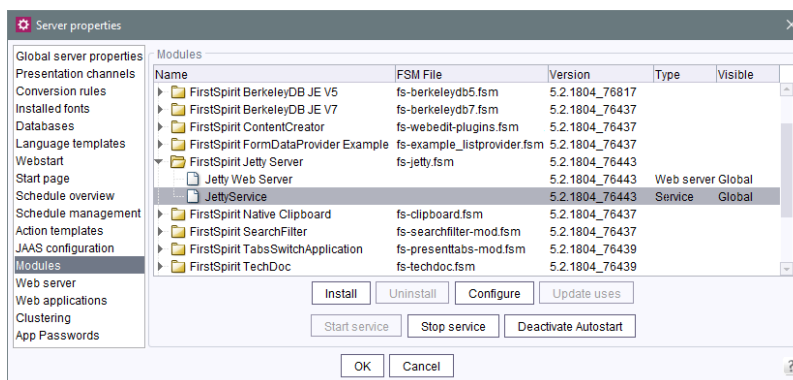 Server properties
Global server properties
Presentation channels
Conversion rules
Installed fonts
Databases
Language templates
Webstart
Start page
Schedule overview
Schedule management
Action templates
JAAS configuration
Modules
Web server
Web applications
Clustering
App Passwords
Modules
Name FSM File Version Type Visible
FirstSpirit BerkeleyDB JE V5 fs-berkeleydb5.fsm 5.2.1804_76817
FirstSpirit BerkeleyDB JE V7 fs-berkeleydb7.fsm 5.2.1804_76437
FirstSpirit ContentCreator fs-webedit-plugins.fsm 5.2.1804_76437
FirstSpirit FormDataProvider Example fs-example_listprovider.fsm 5.2.1804_76437
FirstSpirit Jetty Server fs-jetty.fsm 5.2.1804_76443
Jetty Web Server 5.2.1804_76443 Web server Global
JettyService 5.2.1804_76443 Service Global
FirstSpirit Native Clipboard fs-clipboard.fsm 5.2.1804_76437
FirstSpirit SearchFilter fs-searchfilter-mod.fsm 5.2.1804_76437
FirstSpirit TabsSwitchApplication fs-presenttabs-mod.fsm 5.2.1804_76439
FirstSpirit TechDoc fs-techdoc.fsm 5.2.1804_76439
Install Uninstall Configure Update uses
Start service Stop service Deactivate Autostart
OK Cancel
?